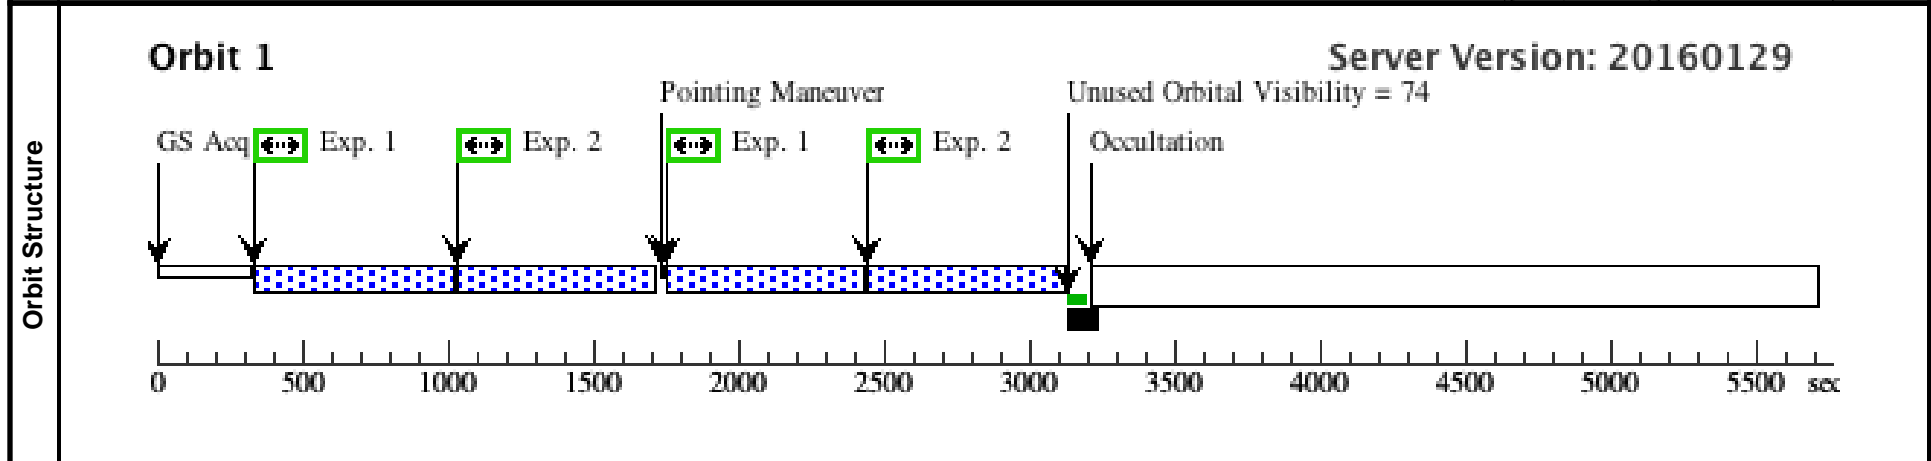 Orbit Structure
Orbit 1
Server Version: 20160129
Pointing Maneuver
Unused Orbital Visibility = 74
GS Acq
Exp. 1
Exp. 2
Exp. 1
Exp. 2
Occultation
0 500 1000 1500 2000 2500 3000 3500 4000 4500 5000 5500 sec